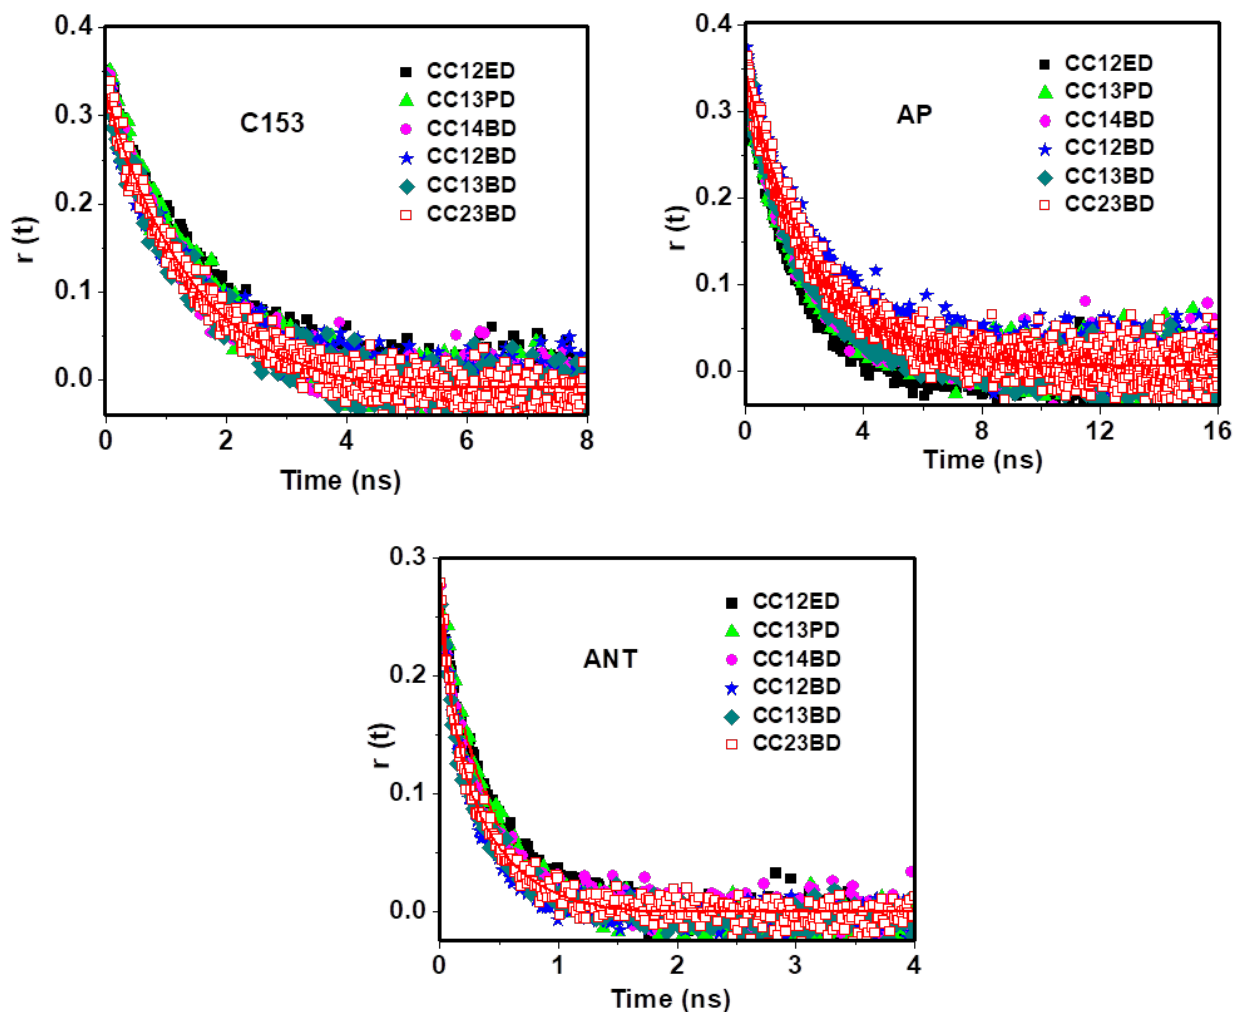 0.4
0.3
0.2
0.1
0.0
r (t)
C153
CC12ED
CC13PD
CC14BD
CC12BD
CC13BD
CC23BD
0 2 4 6 8
Time (ns)
0.4
0.3
0.2
0.1
0.0
r (t)
AP
CC12ED
CC13PD
CC14BD
CC12BD
CC13BD
CC23BD
0 4 8 12 16
Time (ns)
0.3
0.2
0.1
0.0
r (t)
ANT
CC12ED
CC13PD
CC14BD
CC12BD
CC13BD
CC23BD
0 1 2 3 4
Time (ns)